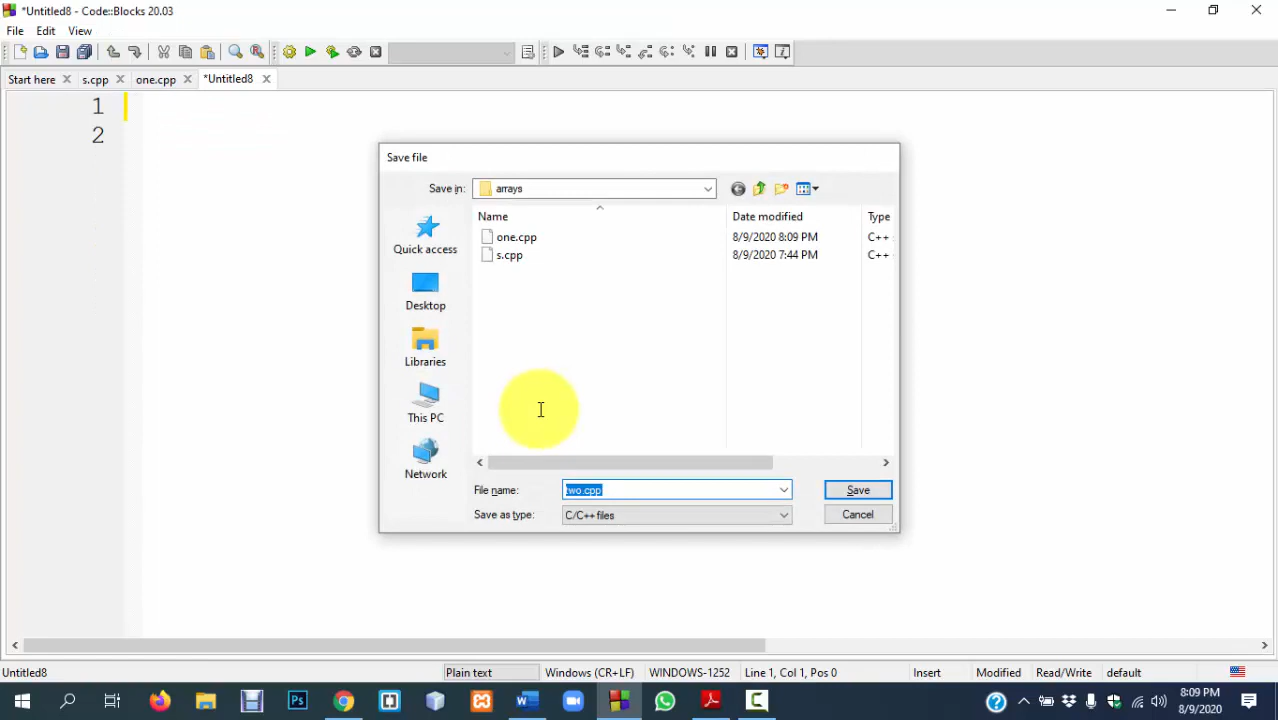 *Untitled8 - Code::Blocks 20.03
File Edit View
Start here s.cpp one.cpp *Untitled8
1
2
Save file
Save in: arrays
Name Date modified Type
one.cpp 8/9/2020 8:09 PM C++
s.cpp 8/9/2020 7:44 PM C++
Quick access
Desktop
Libraries
This PC
Network
File name: two.cpp Save
Save as type: C/C++ files Cancel
Untitled8 Plain text Windows (CR+LF) WINDOWS-1252 Line 1, Col 1, Pos 0 Insert Modified Read/Write default
8:09 PM
8/9/2020